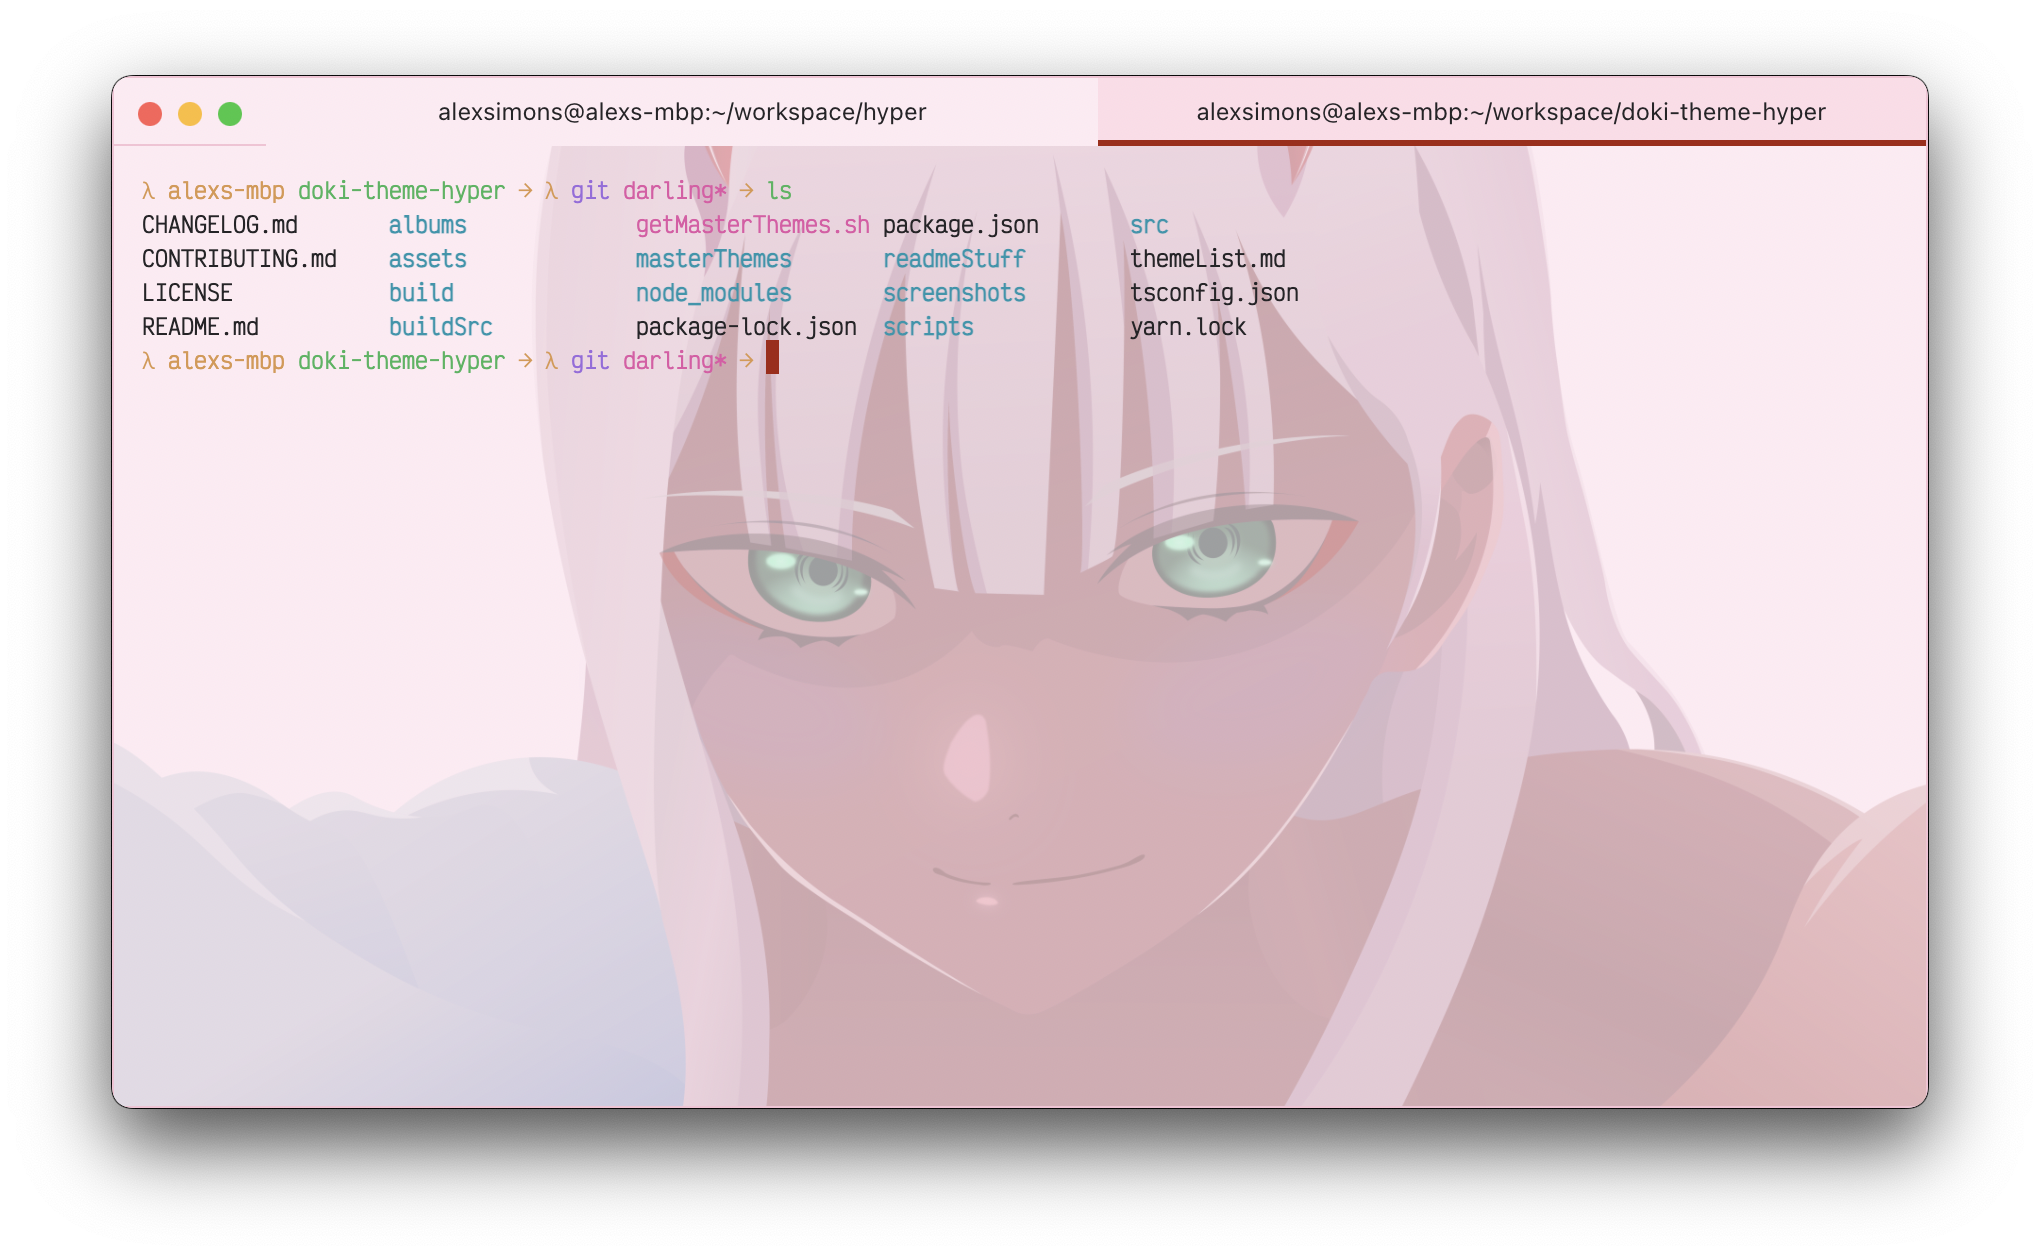 alexsimons@alexs-mbp:~/workspace/hyper alexsimons@alexs-mbp:~/workspace/doki-theme-hyper
λ alexs-mbp doki-theme-hyper → λ git darling* → ls
CHANGELOG.md albums getMasterThemes.sh package.json src
CONTRIBUTING.md assets masterThemes readmeStuff themeList.md
LICENSE build node_modules screenshots tsconfig.json
README.md buildSrc package-lock.json scripts yarn.lock
λ alexs-mbp doki-theme-hyper → λ git darling* →